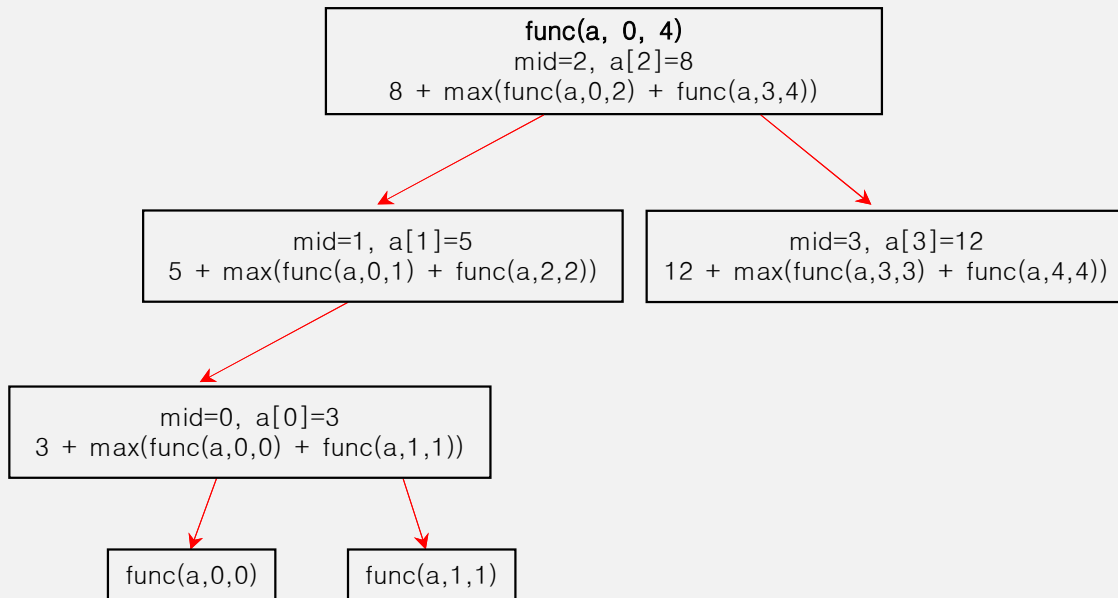 func(a, 0, 4)
mid=2, a[2]=8
8 + max(func(a,0,2) + func(a,3,4))
mid=1, a[1]=5
5 + max(func(a,0,1) + func(a,2,2))
mid=3, a[3]=12
12 + max(func(a,3,3) + func(a,4,4))
mid=0, a[0]=3
3 + max(func(a,0,0) + func(a,1,1))
func(a,0,0)
func(a,1,1)